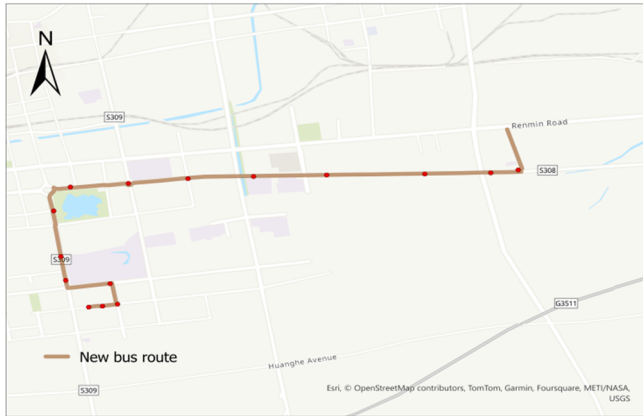 N
S309
Renmin Road
S308
S309
G3511
New bus route
Huanghe Avenue
S309
Esri, © OpenStreetMap contributors, TomTom, Garmin, Foursquare, METI/NASA,
USGS